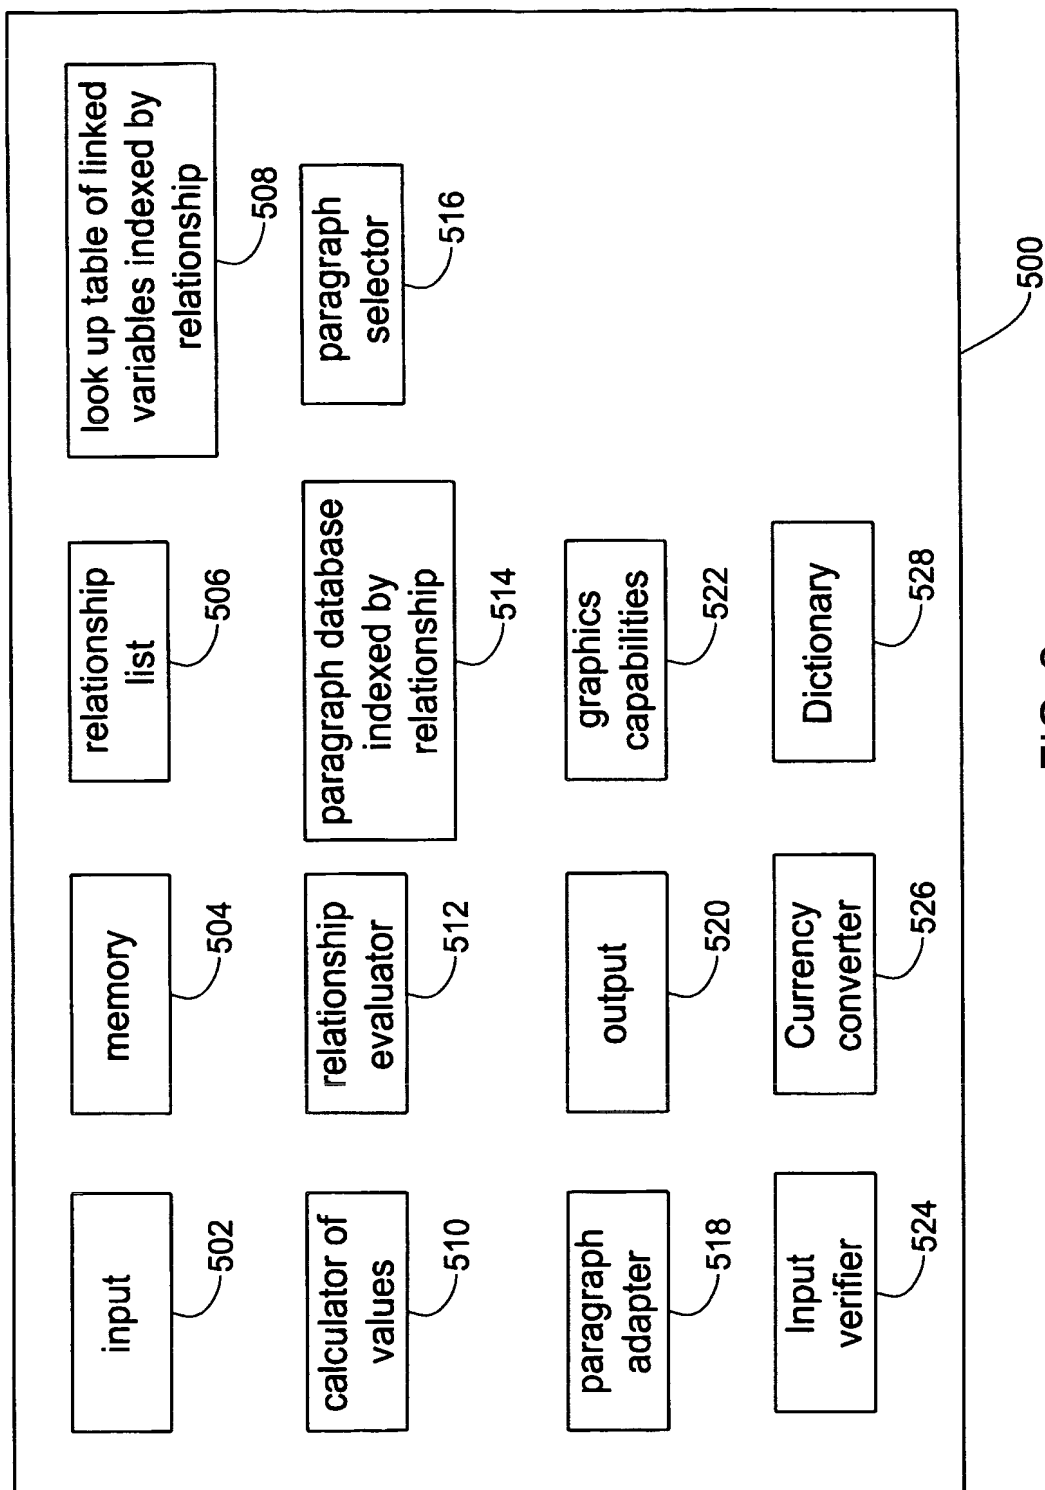 input
502
memory
504
relationship
list
506
look up table of linked
variables indexed by
relationship
508
calculator of
values
510
relationship
evaluator
512
paragraph database
indexed by
relationship
514
paragraph
selector
516
paragraph
adapter
518
output
520
graphics
capabilities
522
Input
verifier
524
Currency
converter
526
Dictionary
528
500
FIG.